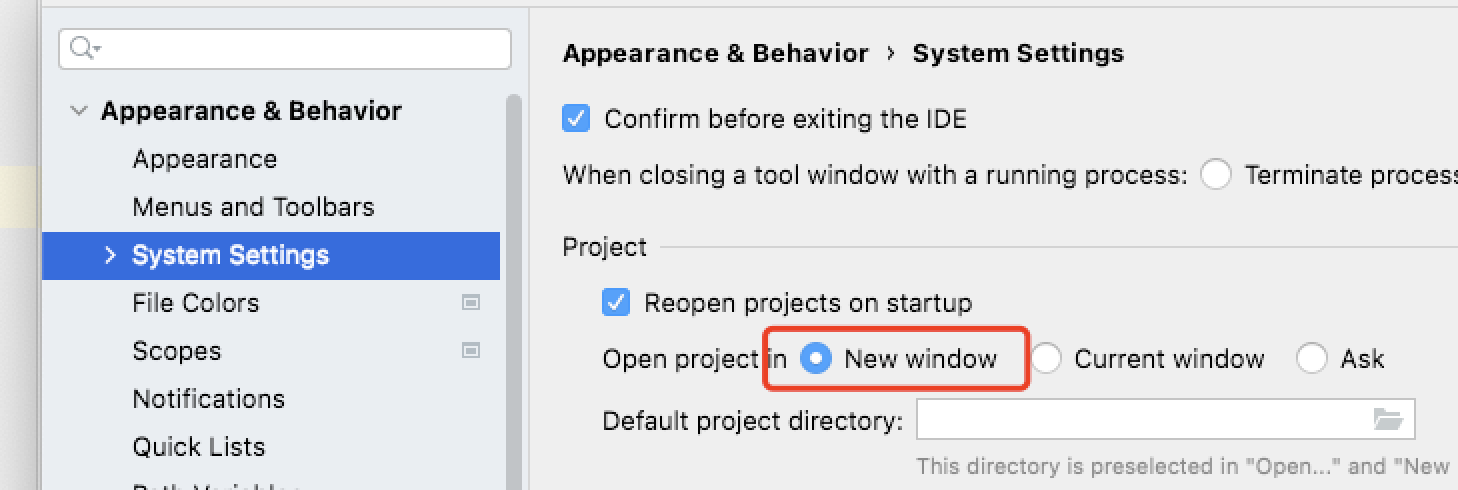 Appearance & Behavior
Appearance
Menus and Toolbars
System Settings
File Colors
Scopes
Notifications
Quick Lists
Appearance & Behavior › System Settings
Confirm before exiting the IDE
When closing a tool window with a running process: Terminate process
Project
Reopen projects on startup
Open project in New window Current window Ask
Default project directory:
This directory is preselected in "Open..." and "New